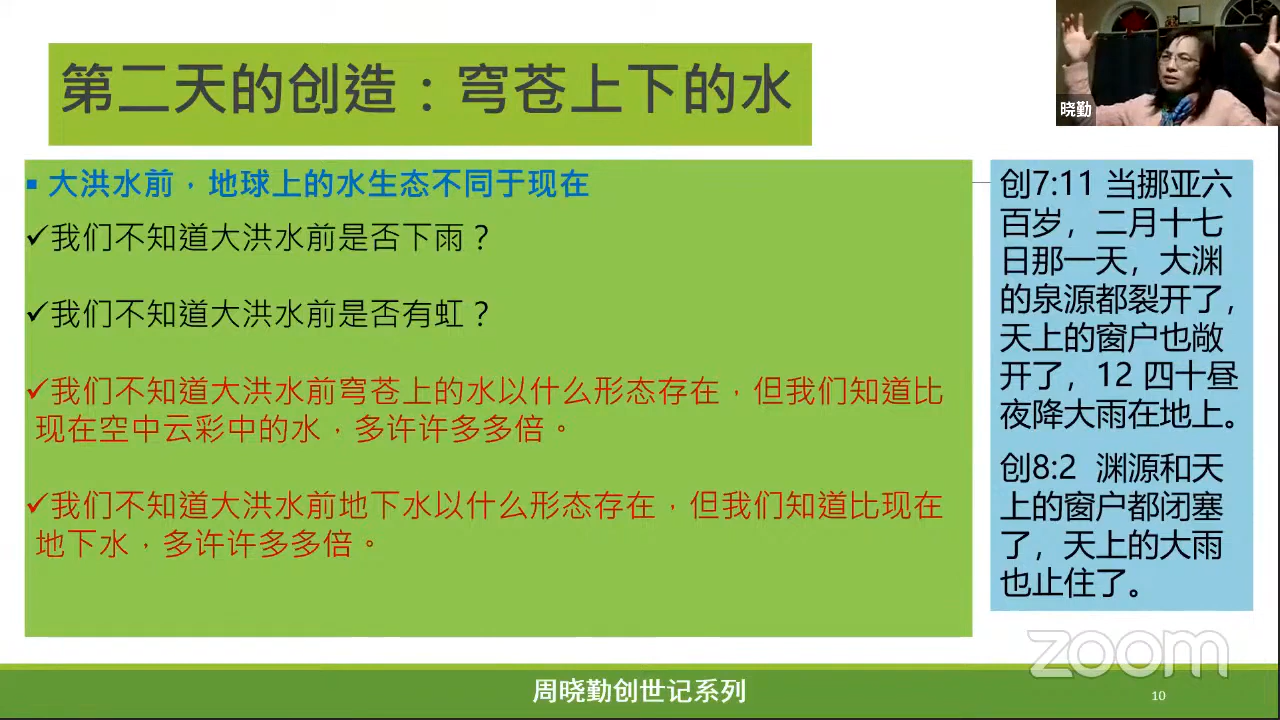 第二天的创造：穹苍上下的水
晓勤
▪ 大洪水前，地球上的水生态不同于现在
✓我们不知道大洪水前是否下雨？
✓我们不知道大洪水前是否有虹？
✓我们不知道大洪水前穹苍上的水以什么形态存在，但我们知道比
现在空中云彩中的水，多许许多多倍。
✓我们不知道大洪水前地下水以什么形态存在，但我们知道比现在
地下水，多许许多多倍。
创7:11 当挪亚六
百岁，二月十七
日那一天，大渊
的泉源都裂开了，
天上的窗户也敞
开了，12 四十昼
夜降大雨在地上。
创8:2 渊源和天
上的窗户都闭塞
了，天上的大雨
也止住了。
zoom
周晓勤创世记系列
10